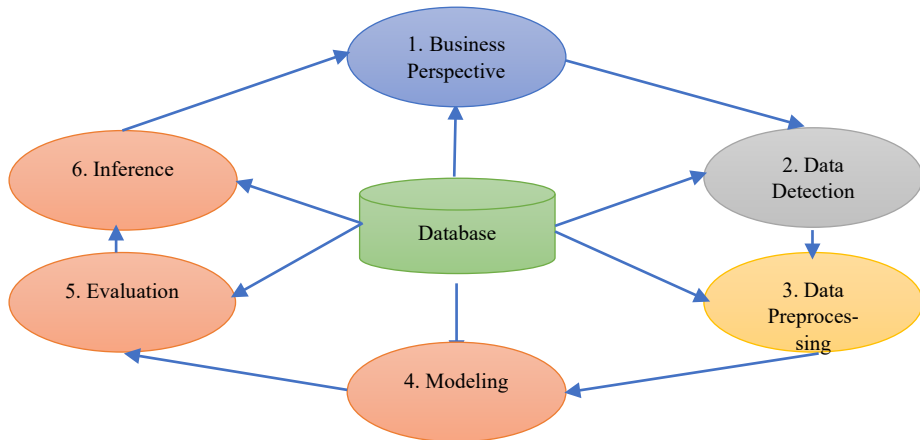 1. Business
Perspective
2. Data
Detection
3. Data
Preproces-
sing
4. Modeling
5. Evaluation
6. Inference
Database